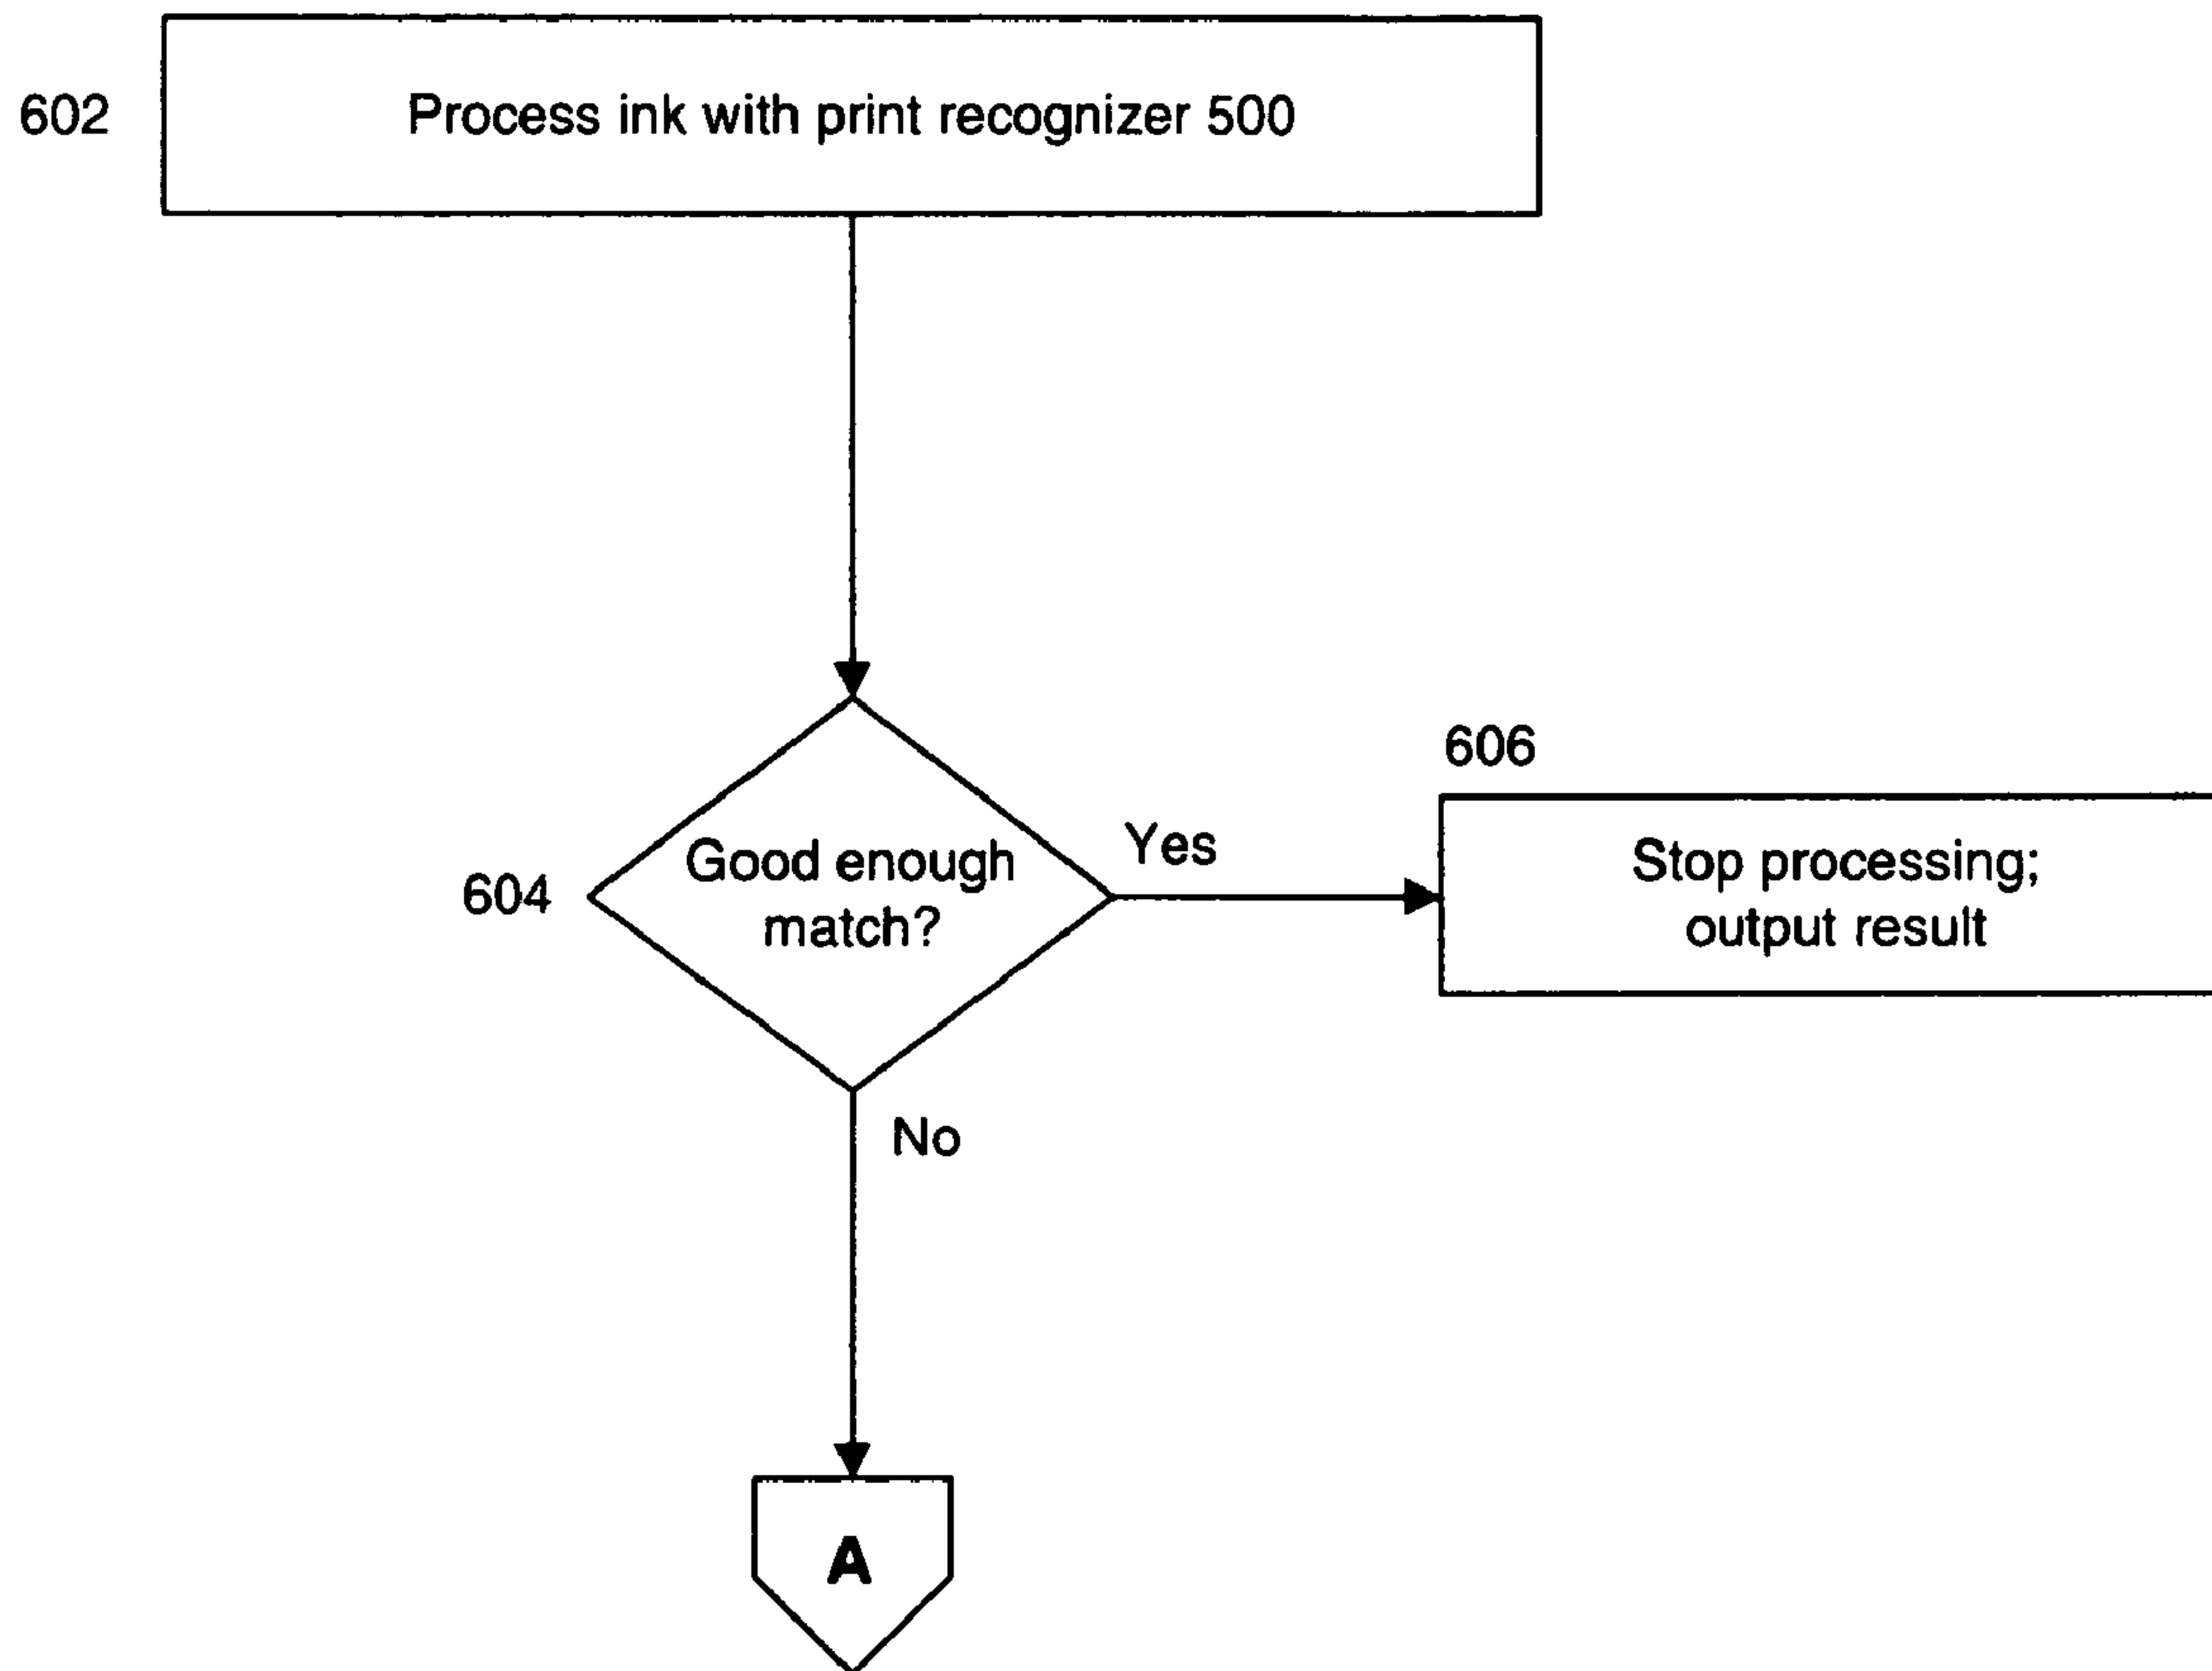 602
Process ink with print recognizer 500
604
Good enough
match?
Yes
606
Stop processing;
output result
No
A